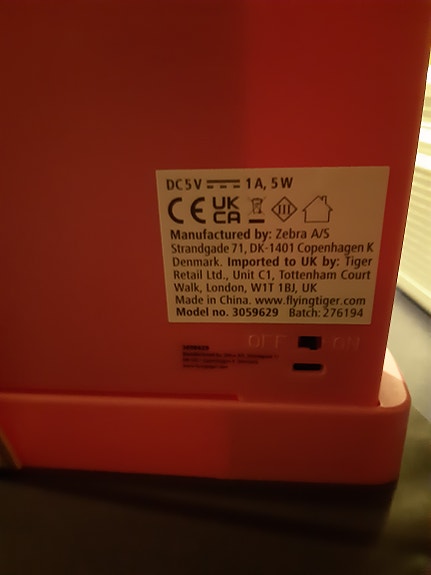 DC5V ⎓ 1A, 5W
CE UK CA III
Manufactured by: Zebra A/S
Strandgade 71, DK-1401 Copenhagen K
Denmark. Imported to UK by: Tiger
Retail Ltd., Unit C1, Tottenham Court
Walk, London, W1T 1BJ, UK
Made in China. www.flyingtiger.com
Model no. 3059629 Batch: 276194
OFF ON